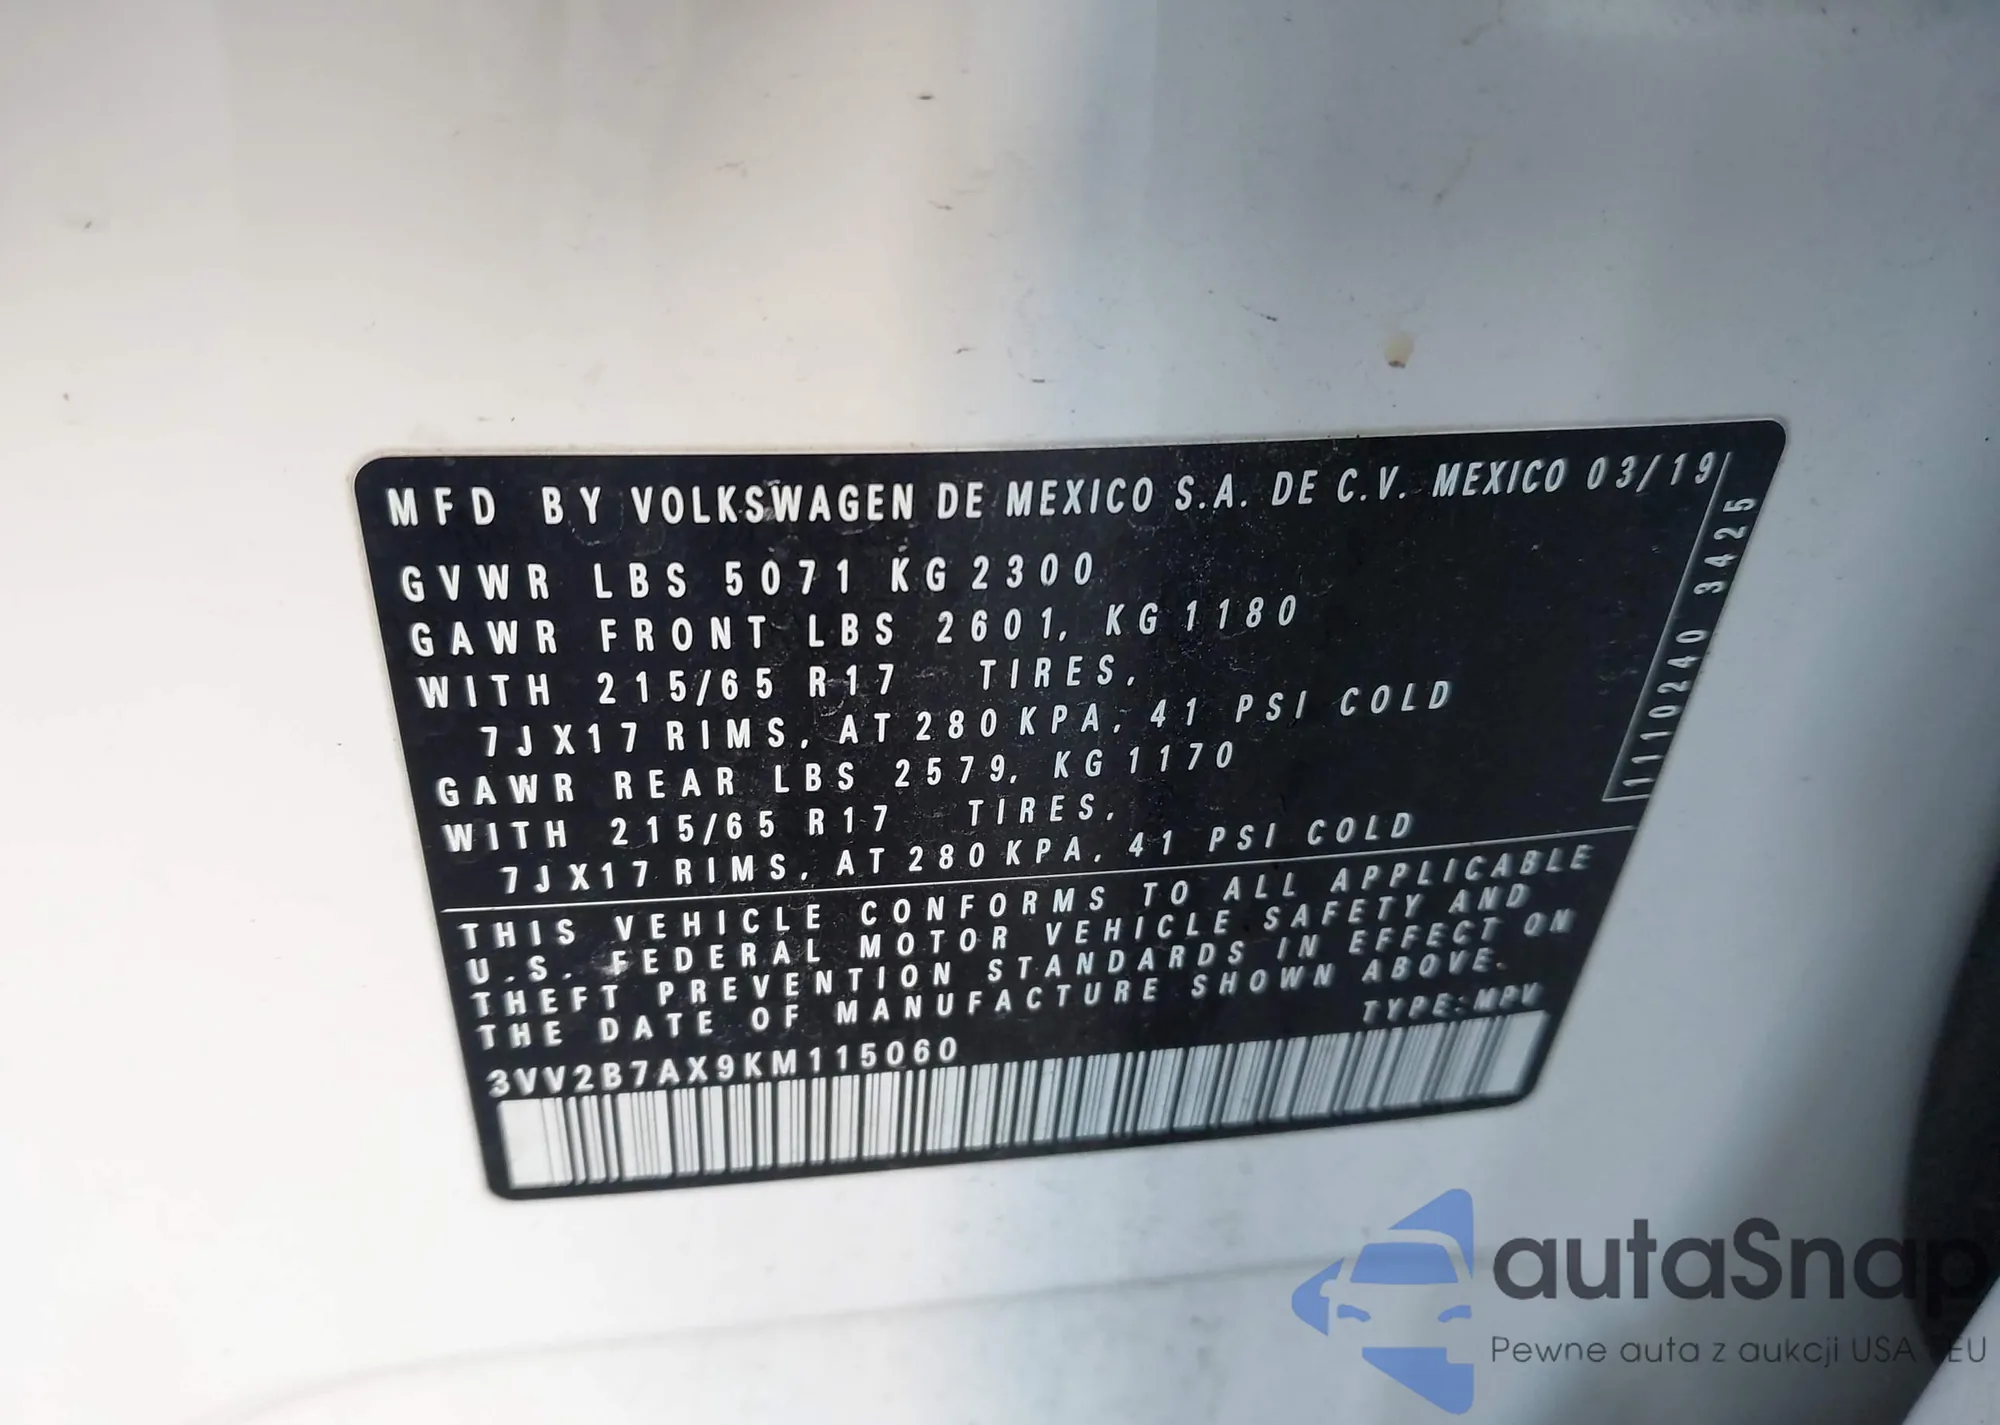 MFD BY VOLKSWAGEN DE MEXICO S.A. DE C.V. MEXICO 03/19
GVWR LBS 5071 KG 2300
GAWR FRONT LBS 2601, KG 1180
WITH 215/65 R17 TIRES,
7JX17 RIMS, AT 280 KPA, 41 PSI COLD
GAWR REAR LBS 2579, KG 1170
WITH 215/65 R17 TIRES,
7JX17 RIMS, AT 280 KPA, 41 PSI COLD
1110240 3425
THIS VEHICLE CONFORMS TO ALL APPLICABLE
U.S. FEDERAL MOTOR VEHICLE SAFETY AND
THEFT PREVENTION STANDARDS IN EFFECT ON
THE DATE OF MANUFACTURE SHOWN ABOVE.
TYPE:MPV
3VV2B7AX9KM115060
autaSnap
Pewne auta z aukcji USA EU